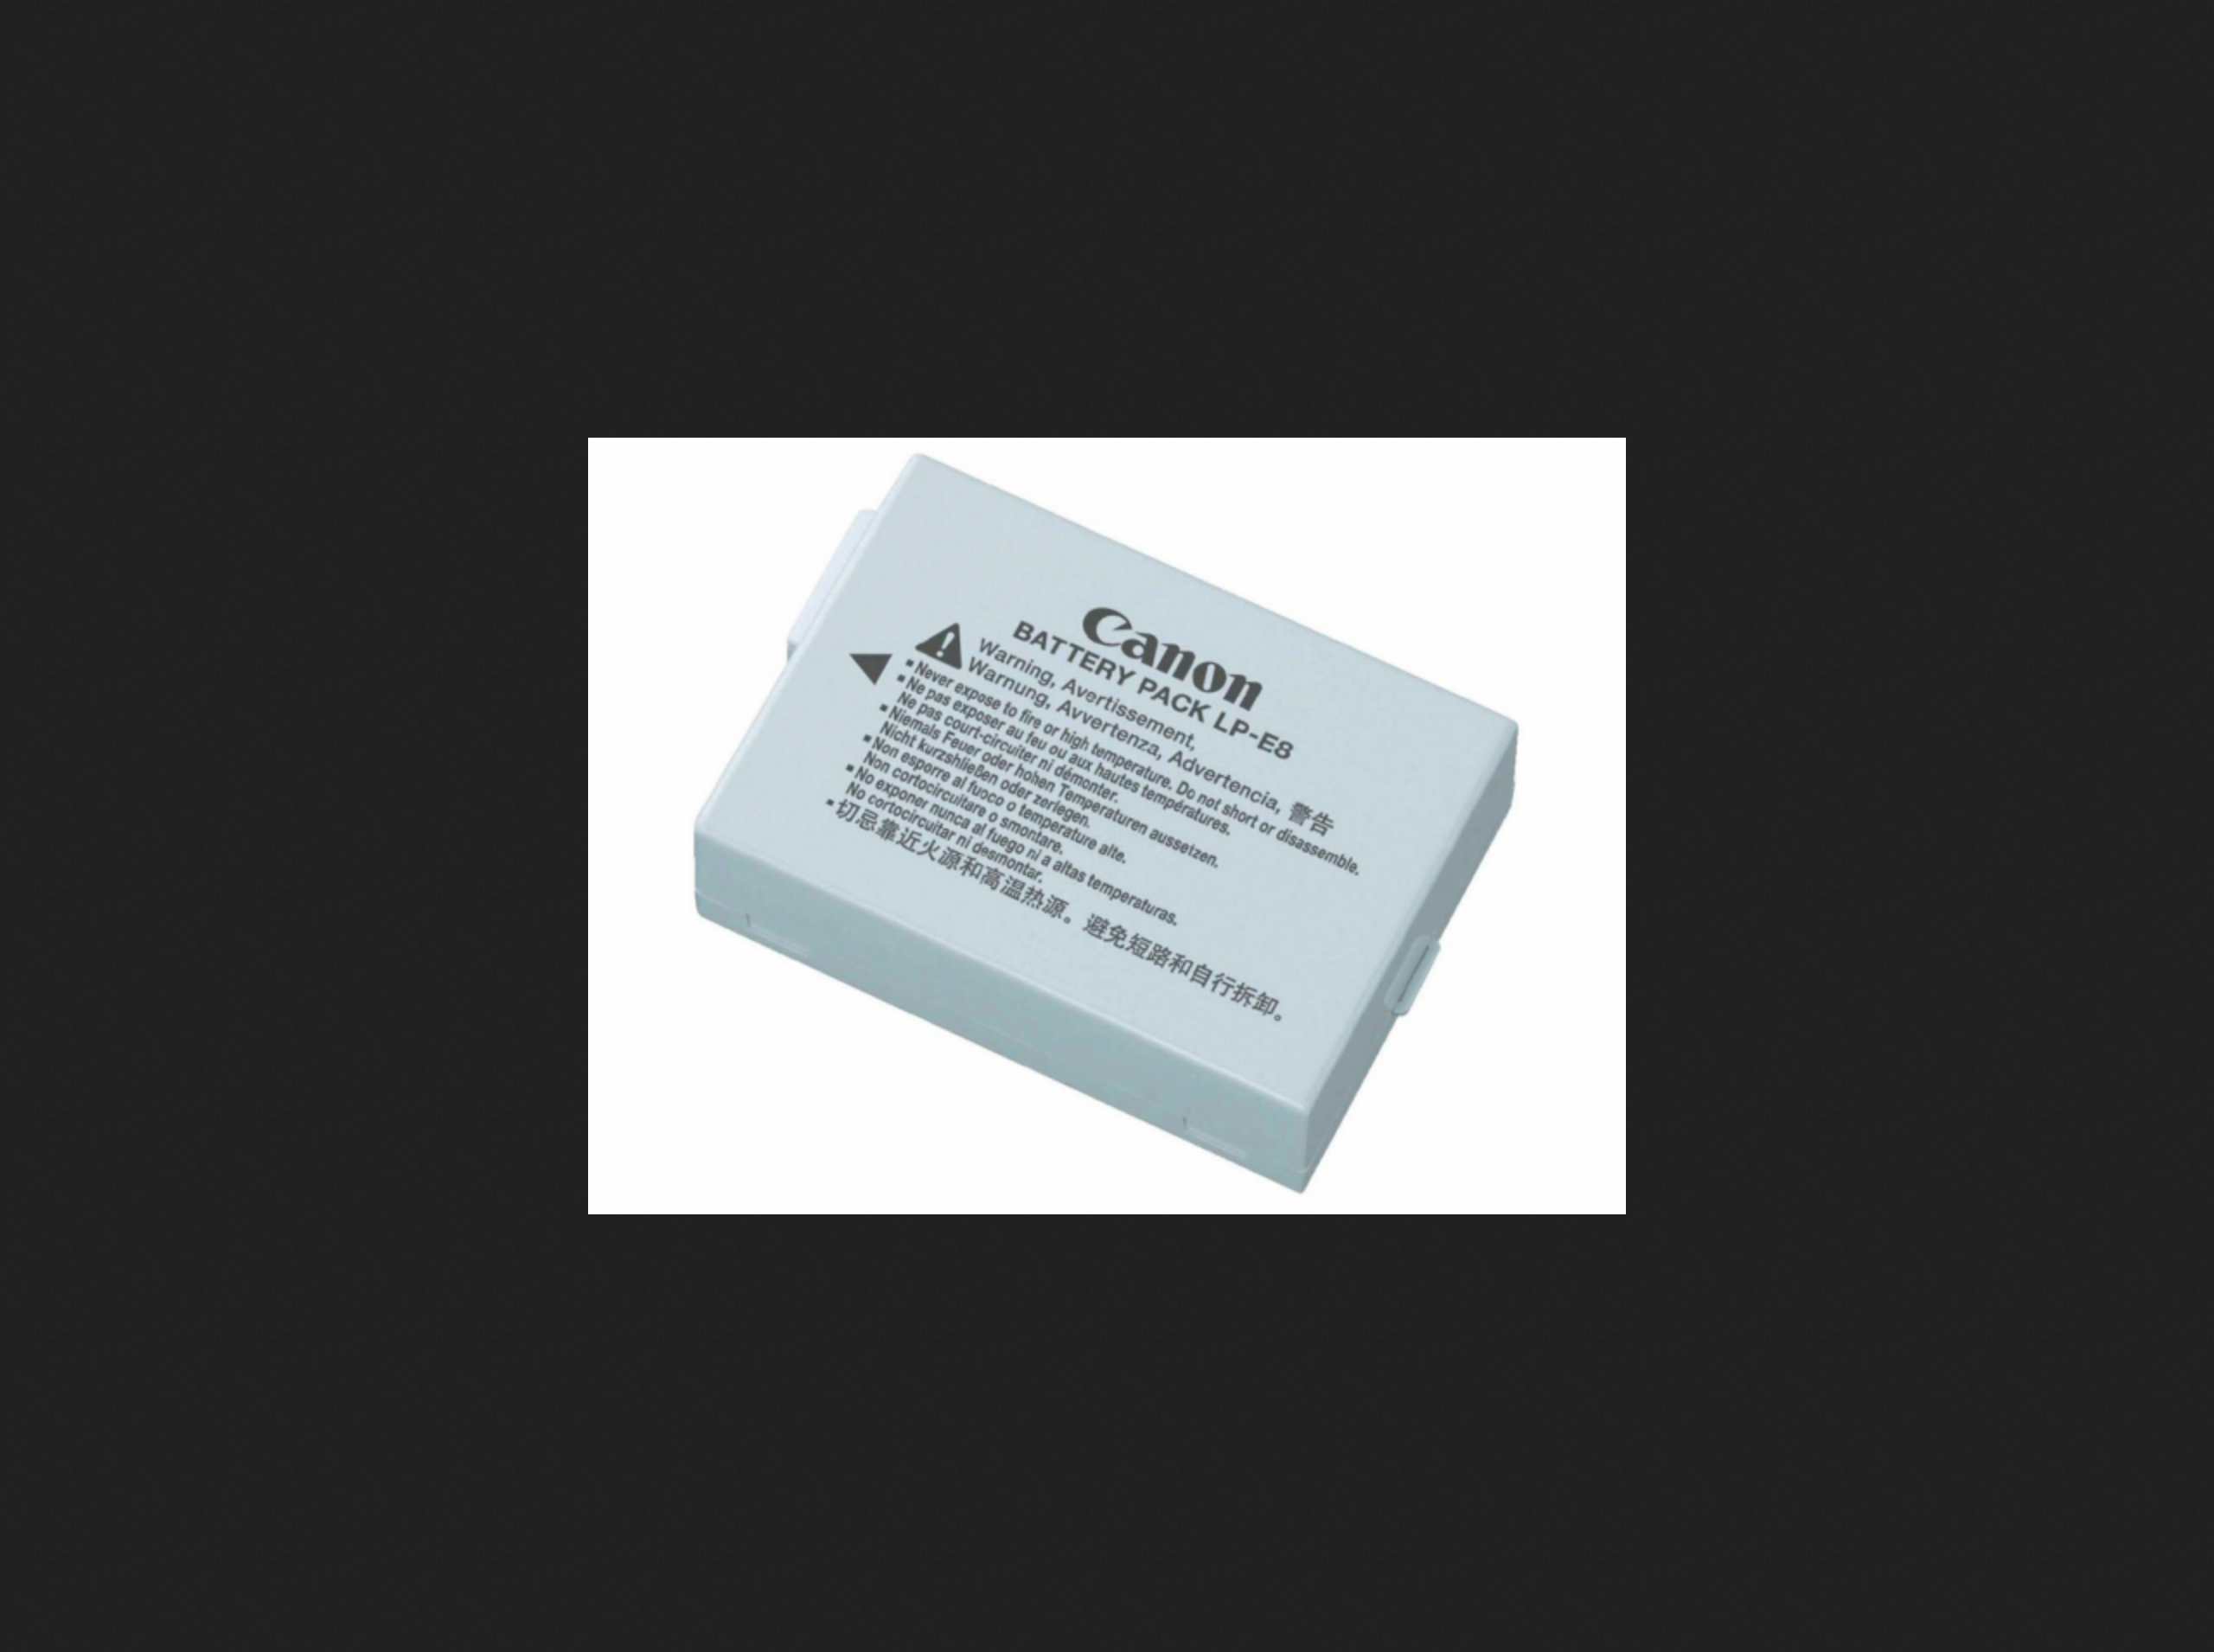 Canon
BATTERY PACK LP-E8
Warning, Avertissement,
Warnung, Avvertenza, Advertencia, 警告
▪Never expose to fire or high temperature. Do not short or disassemble.
▪Ne pas exposer au feu ou aux hautes températures.
Ne pas court-circuiter ni démonter.
▪Niemals Feuer oder hohen Temperaturen aussetzen.
Nicht kurzshließen oder zerlegen.
▪Non esporre al fuoco o temperature alte.
Non cortocircuitare o smontare.
▪No exponer nunca al fuego ni a altas temperaturas.
No cortocircuitar ni desmontar.
▪切忌靠近火源和高温热源。避免短路和自行拆卸。